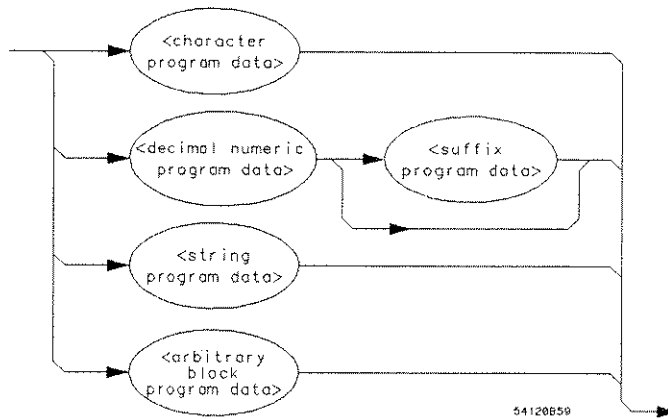 <character
program data>
<decimal numeric
program data>
<suffix
program data>
<string
program data>
<arbitrary
block
program data>
54120B59